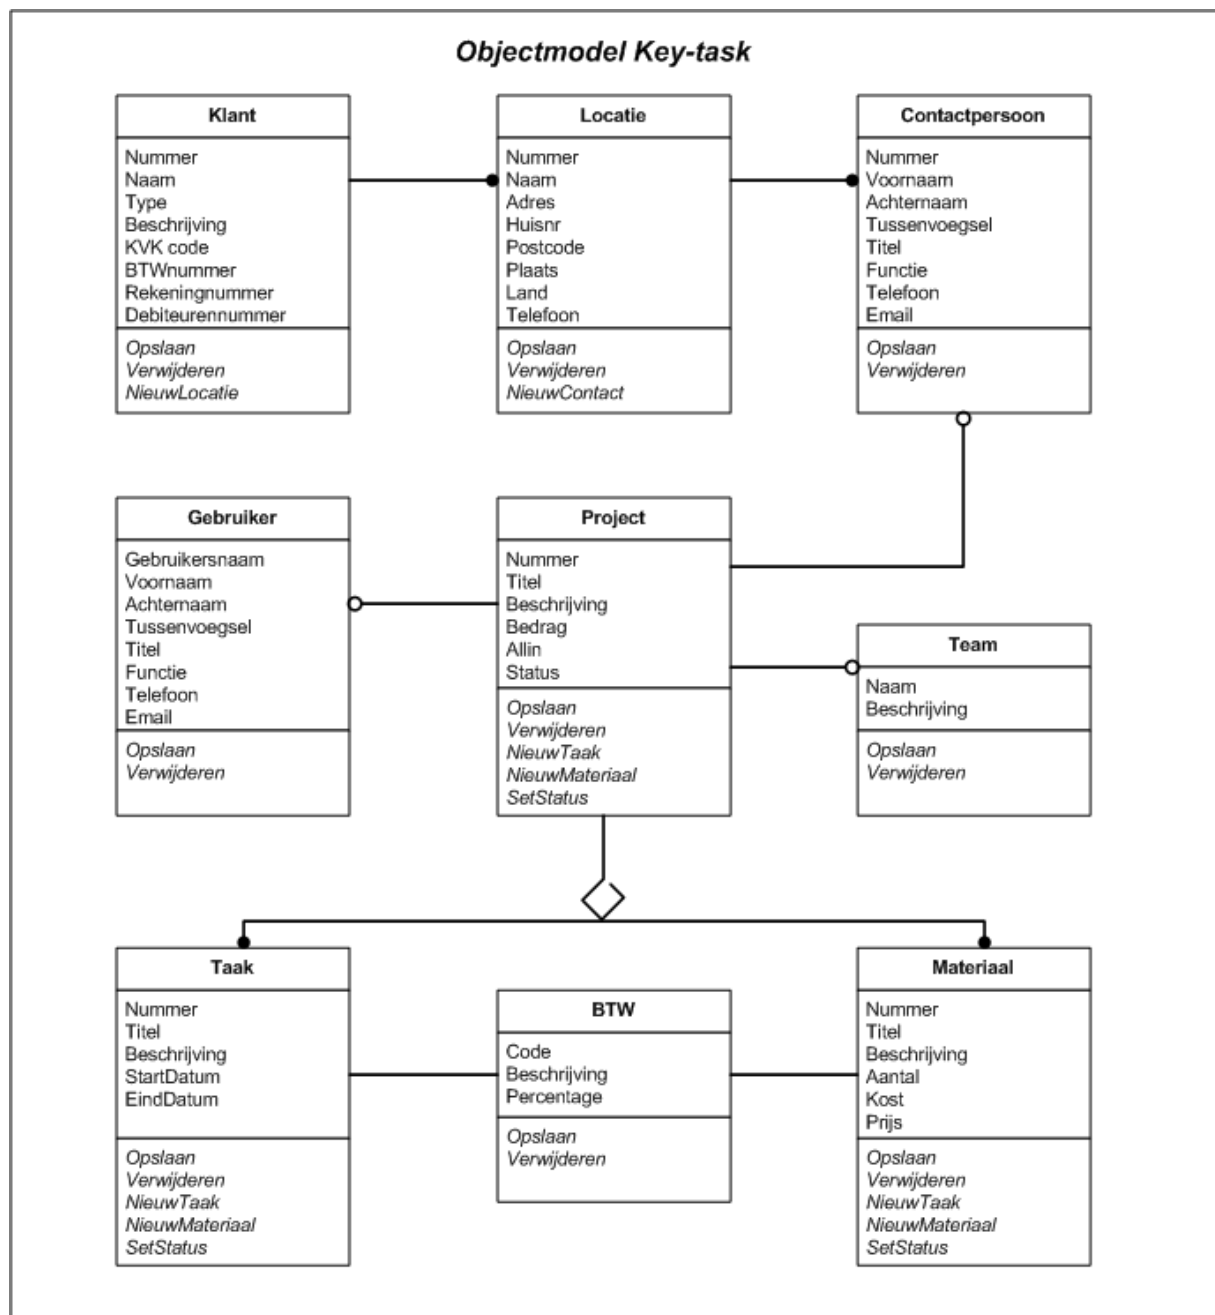 Objectmodel Key-task
Klant
Nummer
Naam
Type
Beschrijving
KVK code
BTWnummer
Rekeningnummer
Debiteurennummer
Opslaan
Verwijderen
NieuwLocatie
Locatie
Nummer
Naam
Adres
Huisnr
Postcode
Plaats
Land
Telefoon
Opslaan
Verwijderen
NieuwContact
Contactpersoon
Nummer
Voornaam
Achternaam
Tussenvoegsel
Titel
Functie
Telefoon
Email
Opslaan
Verwijderen
Gebruiker
Gebruikersnaam
Voornaam
Achternaam
Tussenvoegsel
Titel
Functie
Telefoon
Email
Opslaan
Verwijderen
Project
Nummer
Titel
Beschrijving
Bedrag
Allin
Status
Opslaan
Verwijderen
NieuwTaak
NieuwMateriaal
SetStatus
Team
Naam
Beschrijving
Opslaan
Verwijderen
Taak
Nummer
Titel
Beschrijving
StartDatum
EindDatum
Opslaan
Verwijderen
NieuwTaak
NieuwMateriaal
SetStatus
BTW
Code
Beschrijving
Percentage
Opslaan
Verwijderen
Materiaal
Nummer
Titel
Beschrijving
Aantal
Kost
Prijs
Opslaan
Verwijderen
NieuwTaak
NieuwMateriaal
SetStatus